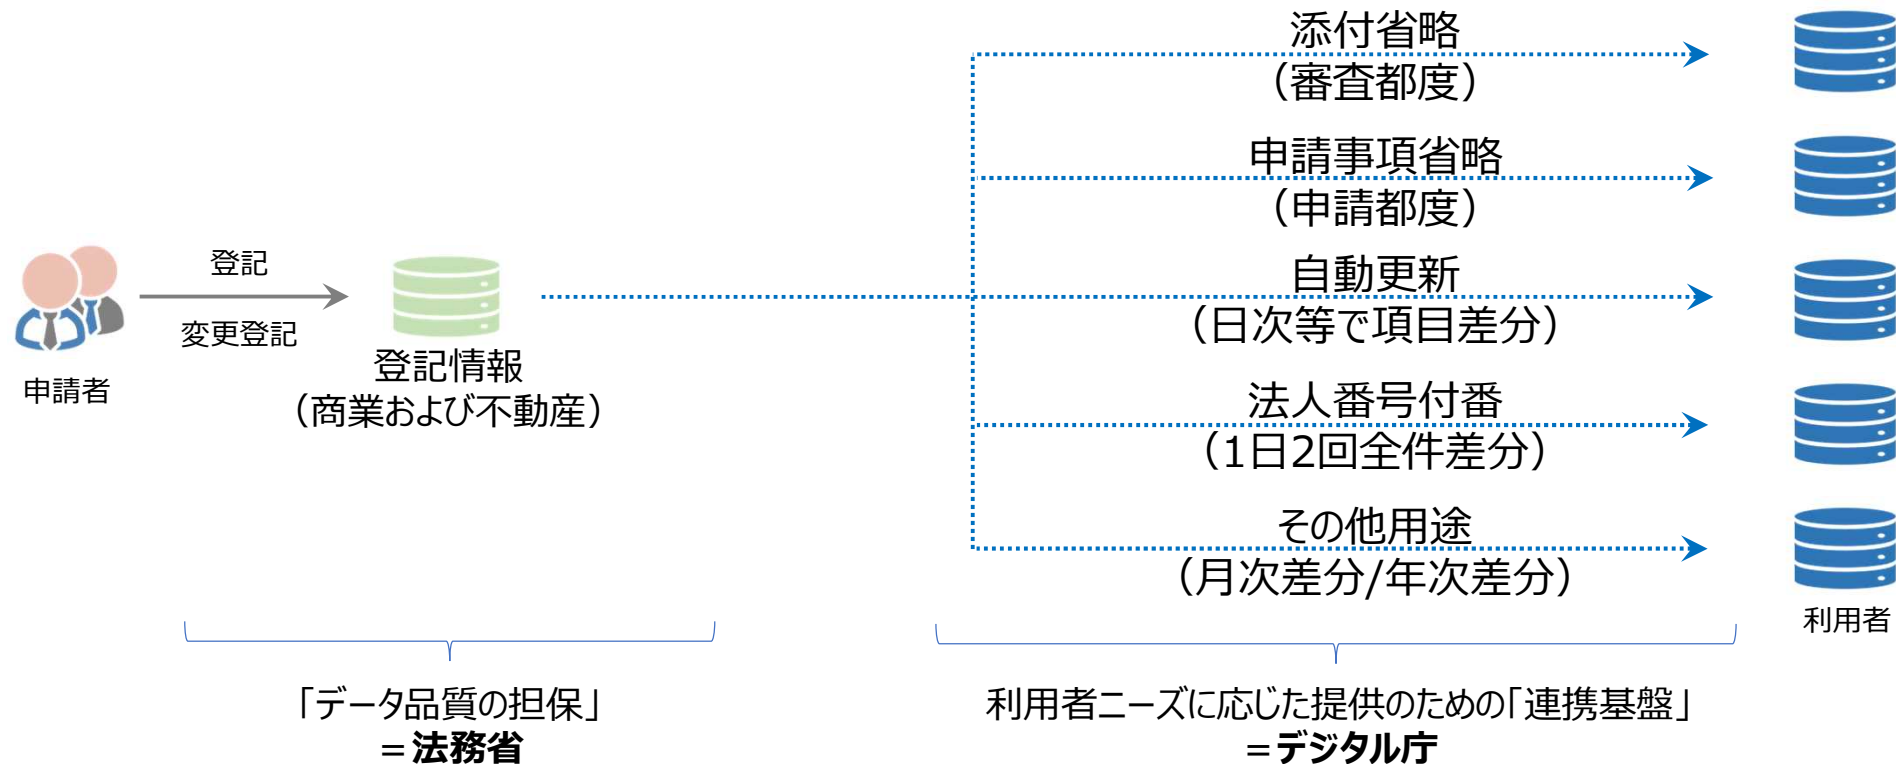 申請者
登記
変更登記
登記情報
（商業および不動産）
添付省略
（審査都度）
申請事項省略
（申請都度）
自動更新
（日次等で項目差分）
法人番号付番
（1日2回全件差分）
その他用途
（月次差分/年次差分）
利用者
「データ品質の担保」
＝法務省
利用者ニーズに応じた提供のための「連携基盤」
＝デジタル庁